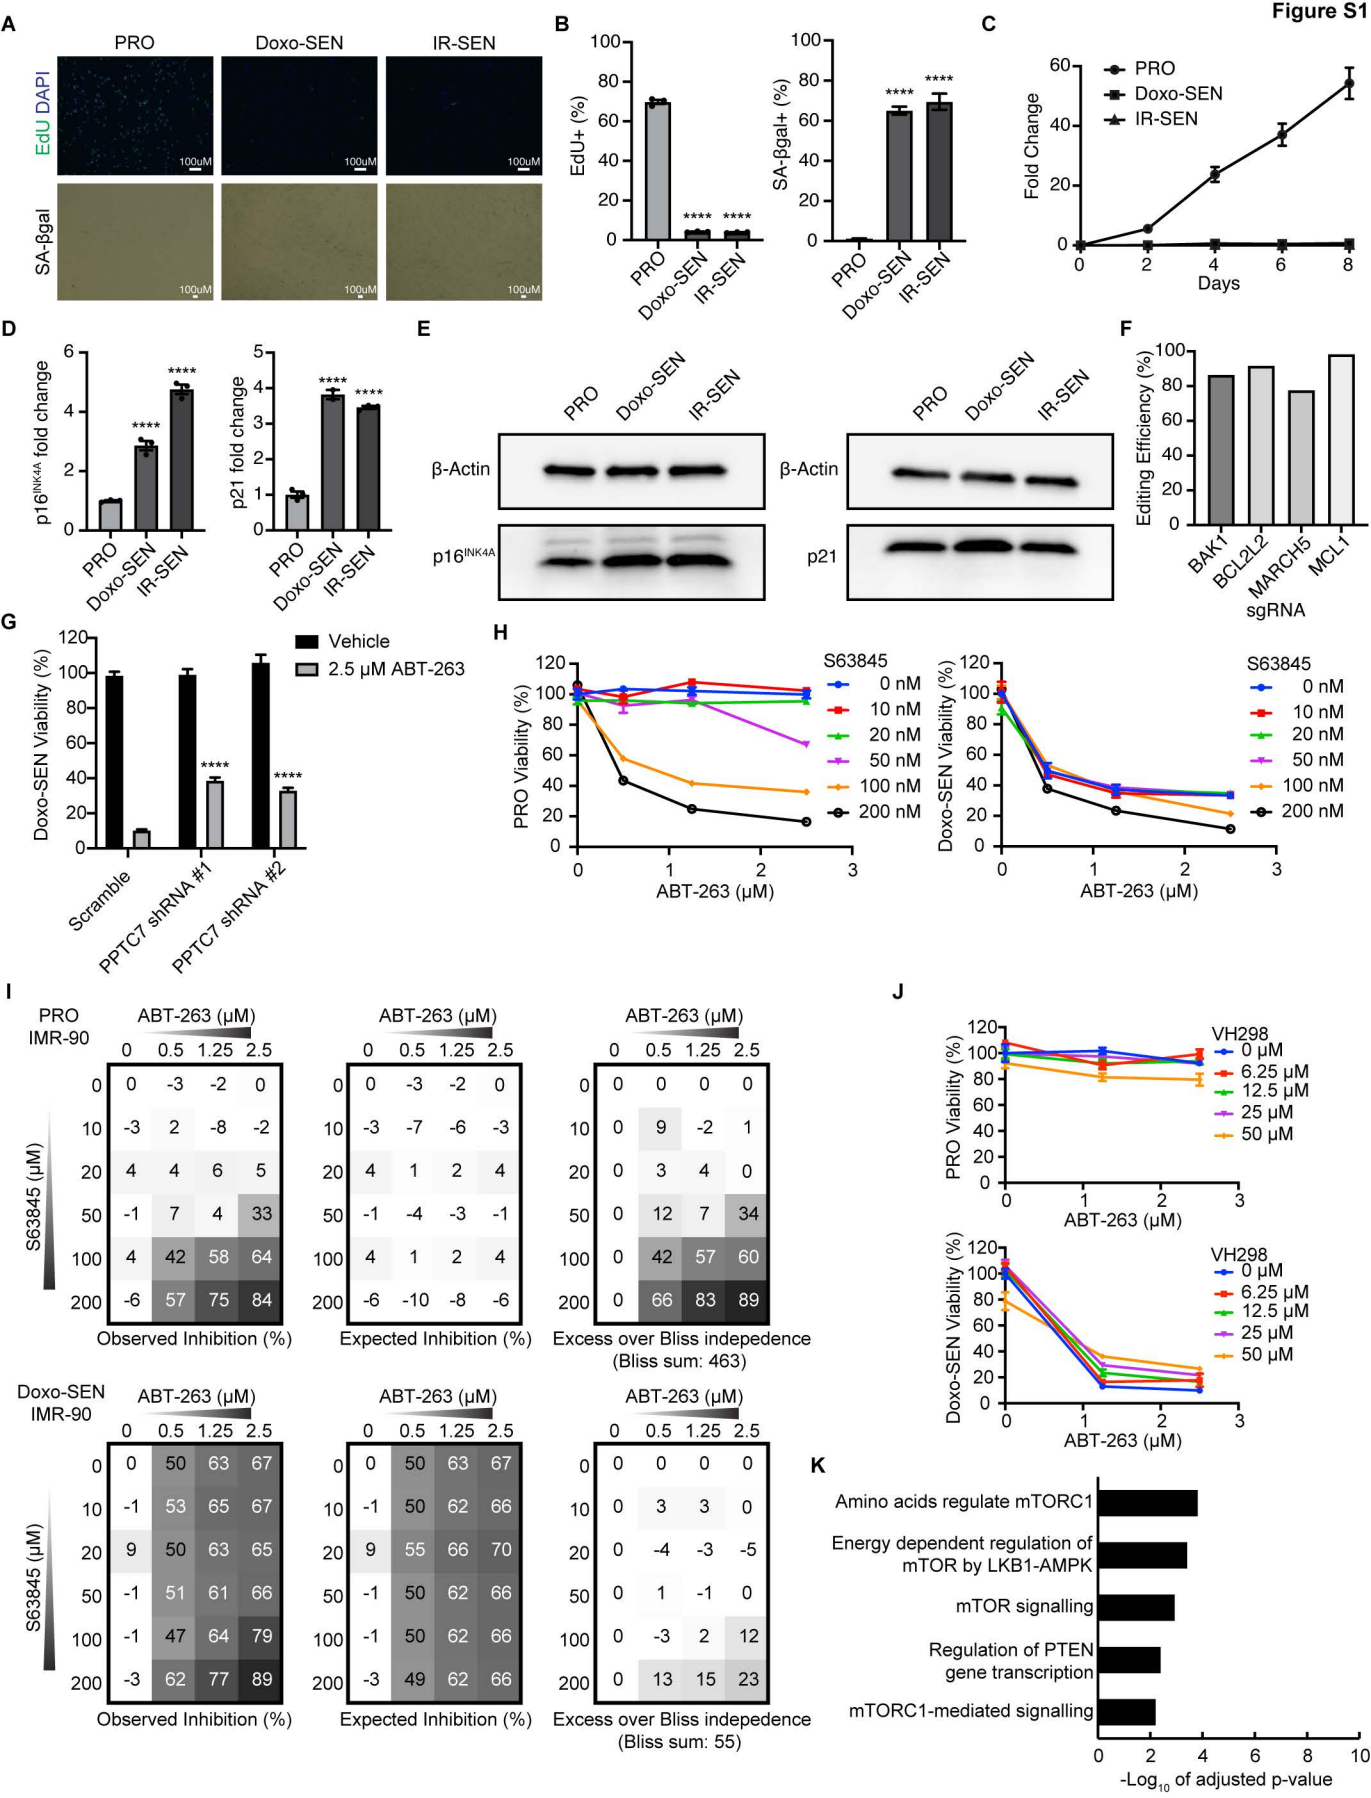 Figure S1
A
PRO
Doxo-SEN
IR-SEN
EdU DAPI
100uM
100uM
100uM
SA-βgal
100uM
100uM
100uM
B
EdU+ (%)
100
80
60
40
20
0
****
****
PRO
Doxo-SEN
IR-SEN
SA-βgal+ (%)
100
80
60
40
20
0
****
****
PRO
Doxo-SEN
IR-SEN
C
Fold Change
60
40
20
0
PRO
Doxo-SEN
IR-SEN
0 2 4 6 8
Days
D
p16INK4A fold change
6
4
2
0
****
****
PRO
Doxo-SEN
IR-SEN
p21 fold change
5
4
3
2
1
0
****
****
PRO
Doxo-SEN
IR-SEN
E
PRO
Doxo-SEN
IR-SEN
β-Actin
p16INK4A
PRO
Doxo-SEN
IR-SEN
β-Actin
p21
F
Editing Efficiency (%)
100
80
60
40
20
0
BAK1
BCL2L2
MARCH5
MCL1
sgRNA
G
Doxo-SEN Viability (%)
120
100
80
60
40
20
0
Vehicle
2.5 µM ABT-263
****
****
Scramble
PPTC7 shRNA #1
PPTC7 shRNA #2
H
PRO Viability (%)
120
100
80
60
40
20
0
0 1 2 3
ABT-263 (µM)
S63845
0 nM
10 nM
20 nM
50 nM
100 nM
200 nM
Doxo-SEN Viability (%)
120
100
80
60
40
20
0
0 1 2 3
ABT-263 (µM)
S63845
0 nM
10 nM
20 nM
50 nM
100 nM
200 nM
I
PRO
IMR-90
S63845 (µM)
ABT-263 (µM)
0 0.5 1.25 2.5
0 0 -3 -2 0
10 -3 2 -8 -2
20 4 4 6 5
50 -1 7 4 33
100 4 42 58 64
200 -6 57 75 84
Observed Inhibition (%)
ABT-263 (µM)
0 0.5 1.25 2.5
0 0 -3 -2 0
10 -3 -7 -6 -3
20 4 1 2 4
50 -1 -4 -3 -1
100 4 1 2 4
200 -6 -10 -8 -6
Expected Inhibition (%)
ABT-263 (µM)
0 0.5 1.25 2.5
0 0 0 0 0
10 0 9 -2 1
20 0 3 4 0
50 0 12 7 34
100 0 42 57 60
200 0 66 83 89
Excess over Bliss indepedence
(Bliss sum: 463)
Doxo-SEN
IMR-90
S63845 (µM)
ABT-263 (µM)
0 0.5 1.25 2.5
0 0 50 63 67
10 -1 53 65 67
20 9 50 63 65
50 -1 51 61 66
100 -1 47 64 79
200 -3 62 77 89
Observed Inhibition (%)
ABT-263 (µM)
0 0.5 1.25 2.5
0 0 50 63 67
10 -1 50 62 66
20 9 55 66 70
50 -1 50 62 66
100 -1 50 62 66
200 -3 49 62 66
Expected Inhibition (%)
ABT-263 (µM)
0 0.5 1.25 2.5
0 0 0 0 0
10 0 3 3 0
20 0 -4 -3 -5
50 0 1 -1 0
100 0 -3 2 12
200 0 13 15 23
Excess over Bliss indepedence
(Bliss sum: 55)
J
PRO Viability (%)
120
100
80
60
40
20
0
0 1 2 3
ABT-263 (µM)
VH298
0 µM
6.25 µM
12.5 µM
25 µM
50 µM
Doxo-SEN Viability (%)
120
100
80
60
40
20
0
0 1 2 3
ABT-263 (µM)
VH298
0 µM
6.25 µM
12.5 µM
25 µM
50 µM
K
Amino acids regulate mTORC1
Energy dependent regulation of
mTOR by LKB1-AMPK
mTOR signalling
Regulation of PTEN
gene transcription
mTORC1-mediated signalling
0 2 4 6 8 10
-Log10 of adjusted p-value